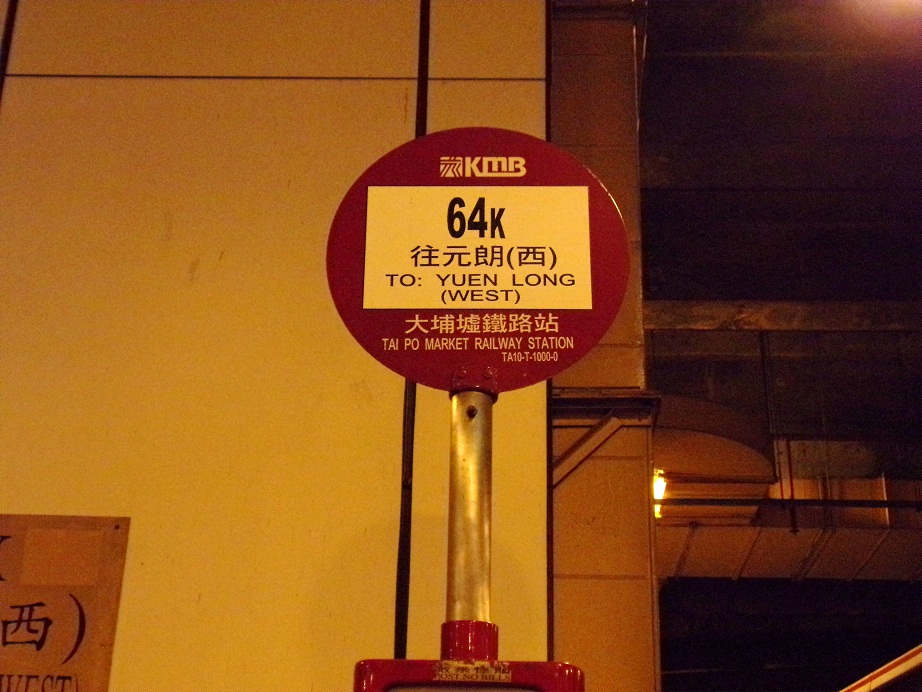 KMB
64K
往元朗(西)
TO: YUEN LONG
(WEST)
大埔墟鐵路站
TAI PO MARKET RAILWAY STATION
TA10-T-1000-0
西)
WEST)
POST NO BILLS